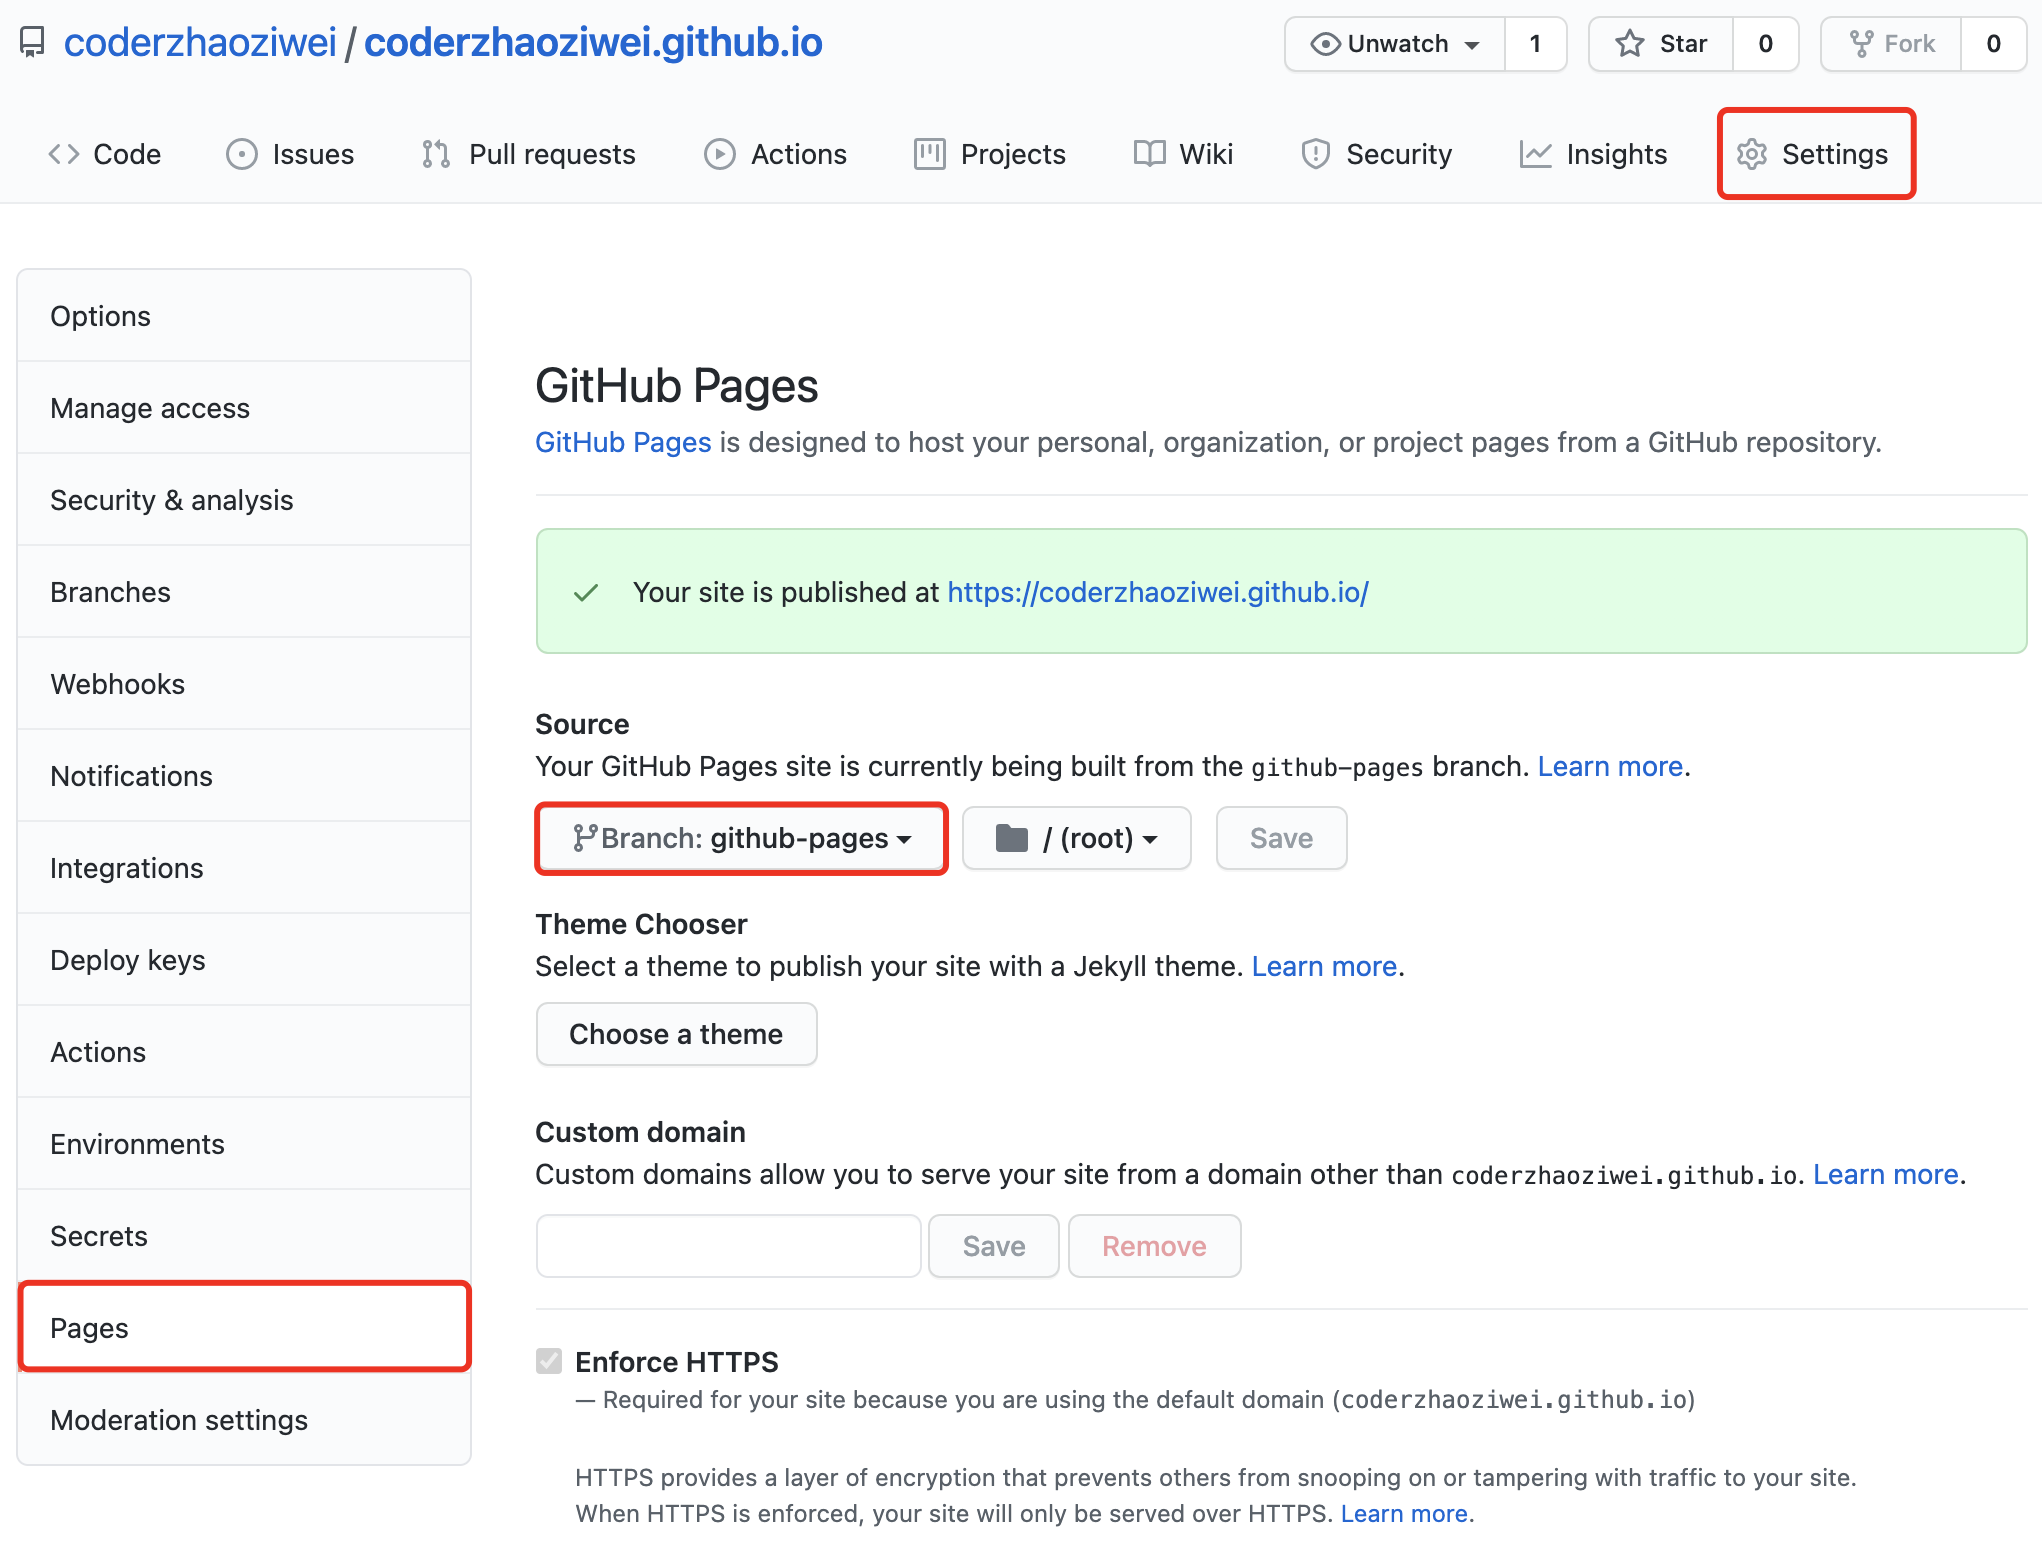 coderzhaoziwei / coderzhaoziwei.github.io
Unwatch 1 Star 0 Fork 0
Code Issues Pull requests Actions Projects Wiki Security Insights Settings
Options
Manage access
Security & analysis
Branches
Webhooks
Notifications
Integrations
Deploy keys
Actions
Environments
Secrets
Pages
Moderation settings
GitHub Pages
GitHub Pages is designed to host your personal, organization, or project pages from a GitHub repository.
Your site is published at https://coderzhaoziwei.github.io/
Source
Your GitHub Pages site is currently being built from the github-pages branch. Learn more.
Branch: github-pages / (root) Save
Theme Chooser
Select a theme to publish your site with a Jekyll theme. Learn more.
Choose a theme
Custom domain
Custom domains allow you to serve your site from a domain other than coderzhaoziwei.github.io. Learn more.
Save Remove
Enforce HTTPS
— Required for your site because you are using the default domain (coderzhaoziwei.github.io)
HTTPS provides a layer of encryption that prevents others from snooping on or tampering with traffic to your site.
When HTTPS is enforced, your site will only be served over HTTPS. Learn more.